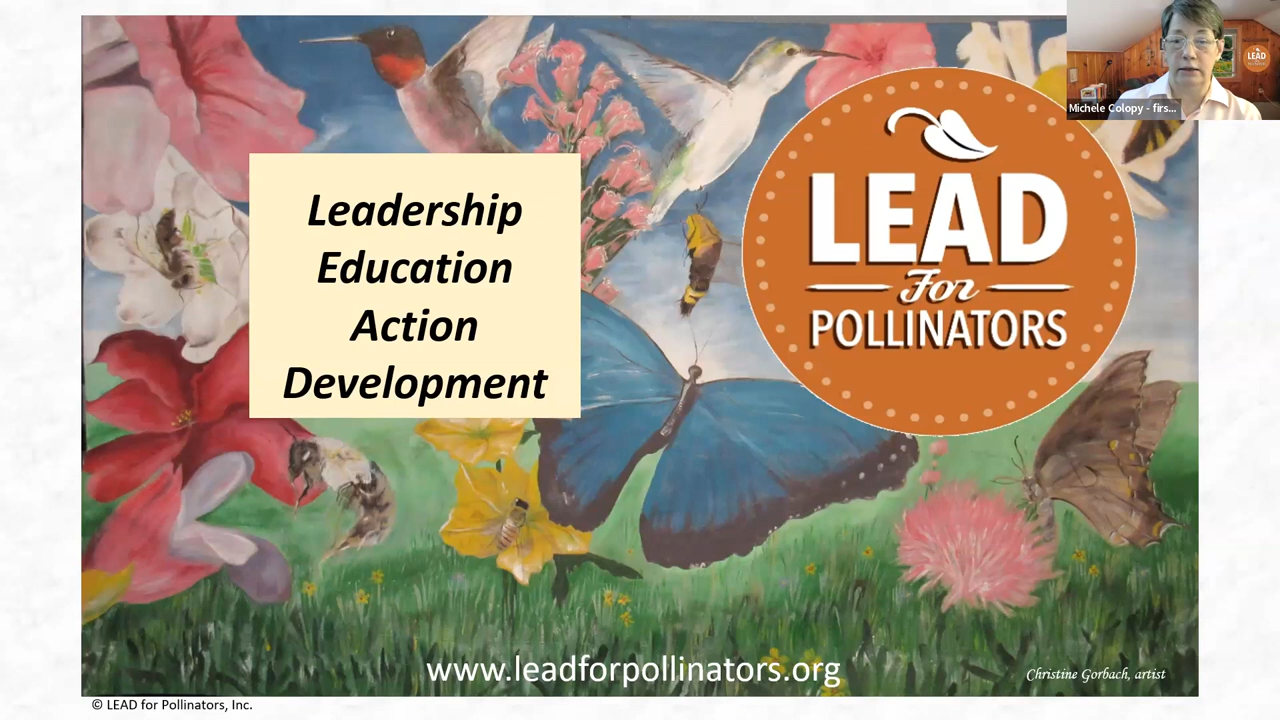 Leadership
Education
Action
Development
LEAD
For
POLLINATORS
LEAD
Michele Colopy - firs...
www.leadforpollinators.org
Christine Gorbach, artist
© LEAD for Pollinators, Inc.